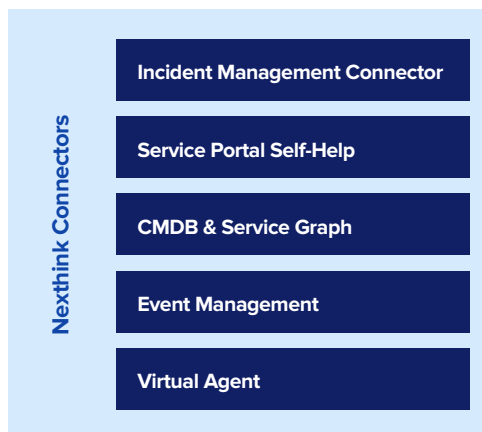 Nexthink Connectors
Incident Management Connector
Service Portal Self-Help
CMDB & Service Graph
Event Management
Virtual Agent